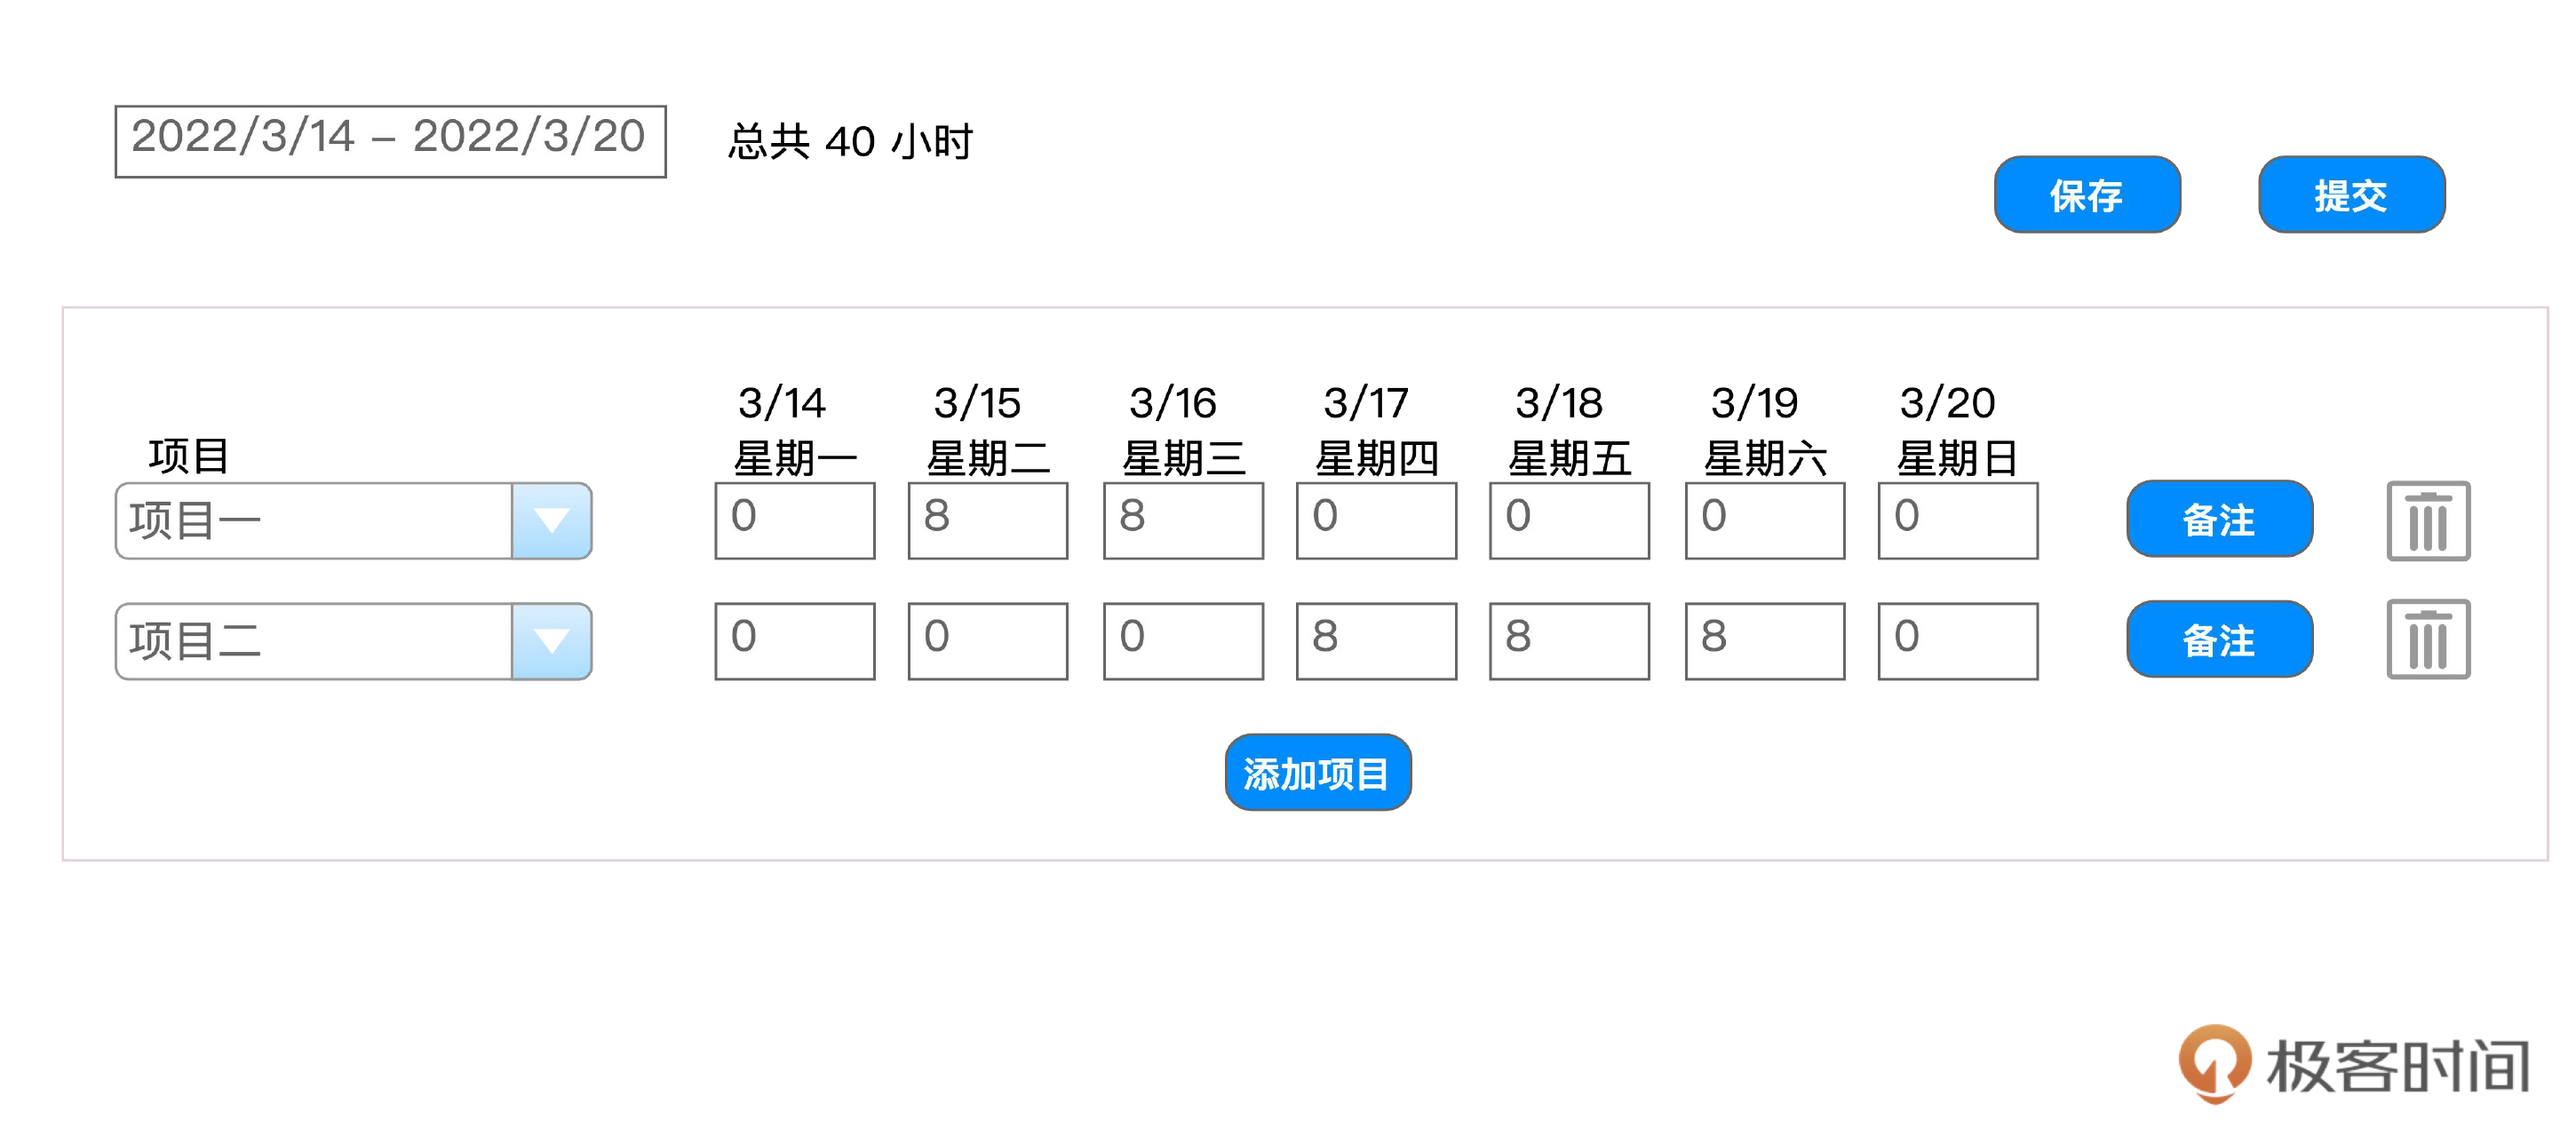 2022/3/14 – 2022/3/20
总共 40 小时
保存
提交
项目
3/14
星期一
3/15
星期二
3/16
星期三
3/17
星期四
3/18
星期五
3/19
星期六
3/20
星期日
项目一
0
8
8
0
0
0
0
备注
项目二
0
0
0
8
8
8
0
备注
添加项目
极客时间